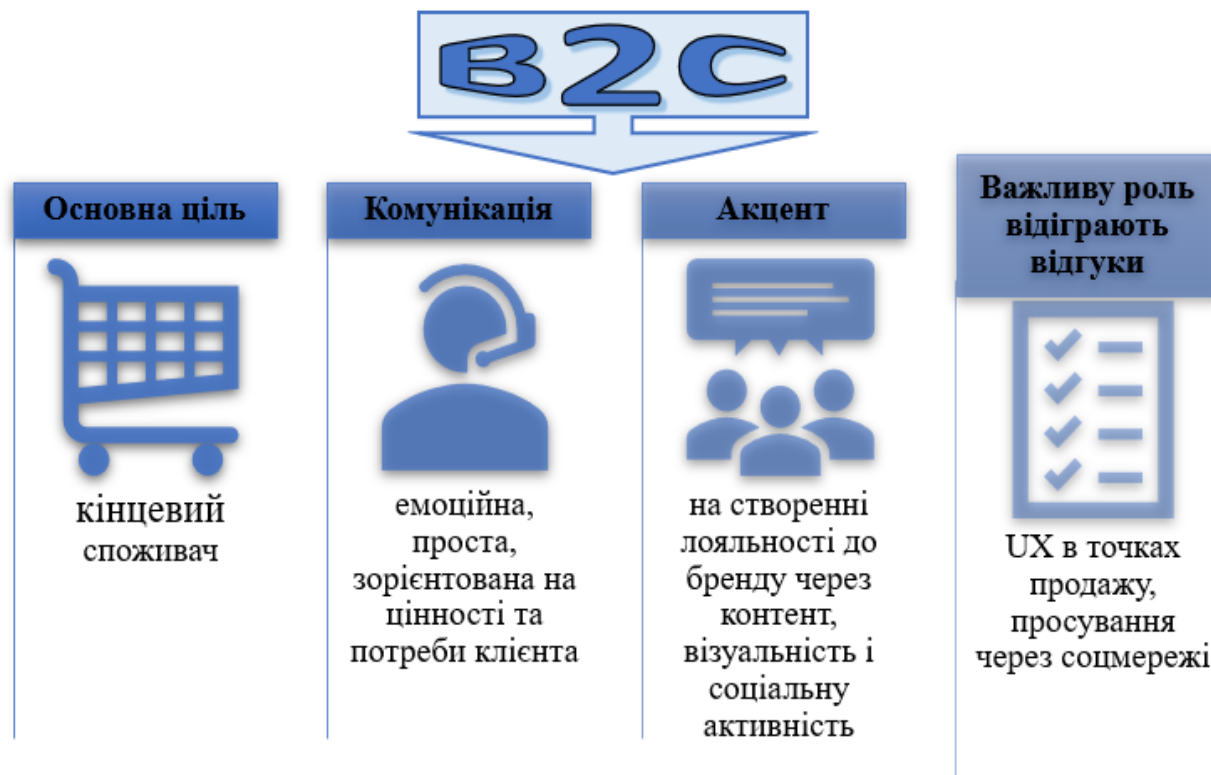 B2C
Основна ціль
кінцевий
споживач
Комунікація
емоційна,
проста,
зорієнтована на
цінності та
потреби клієнта
Акцент
на створенні
лояльності до
бренду через
контент,
візуальність і
соціальну
активність
Важливу роль
відіграють
відгуки
UX в точках
продажу,
просування
через соцмережі